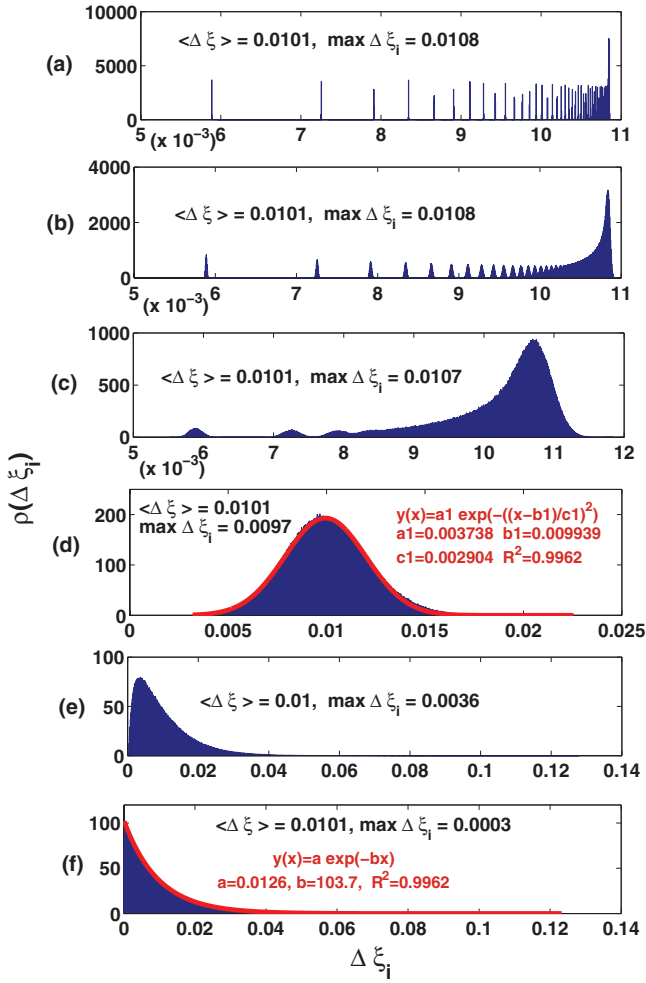 (a)
10000
5000
0
<Δ ξ> = 0.0101, max Δ ξi = 0.0108
5 6 7 8 9 10 11
(x 10⁻³)
(b)
4000
2000
0
<Δ ξ> = 0.0101, max Δ ξi = 0.0108
5 6 7 8 9 10 11
(x 10⁻³)
(c)
1000
500
0
<Δ ξ> = 0.0101, max Δ ξi = 0.0107
5 6 7 8 9 10 11 12
(x 10⁻³)
ρ(Δ ξi)
(d)
200
100
0
<Δ ξ> = 0.0101
max Δ ξi = 0.0097
y(x)=a1 exp(-((x-b1)/c1)²)
a1=0.003738 b1=0.009939
c1=0.002904 R²=0.9962
0 0.005 0.01 0.015 0.02 0.025
(e)
100
50
0
<Δ ξ> = 0.01, max Δ ξi = 0.0036
0 0.02 0.04 0.06 0.08 0.1 0.12 0.14
(f)
100
50
0
<Δ ξ> = 0.0101, max Δ ξi = 0.0003
y(x)=a exp(-bx)
a=0.0126, b=103.7, R²=0.9962
0 0.02 0.04 0.06 0.08 0.1 0.12 0.14
Δ ξi